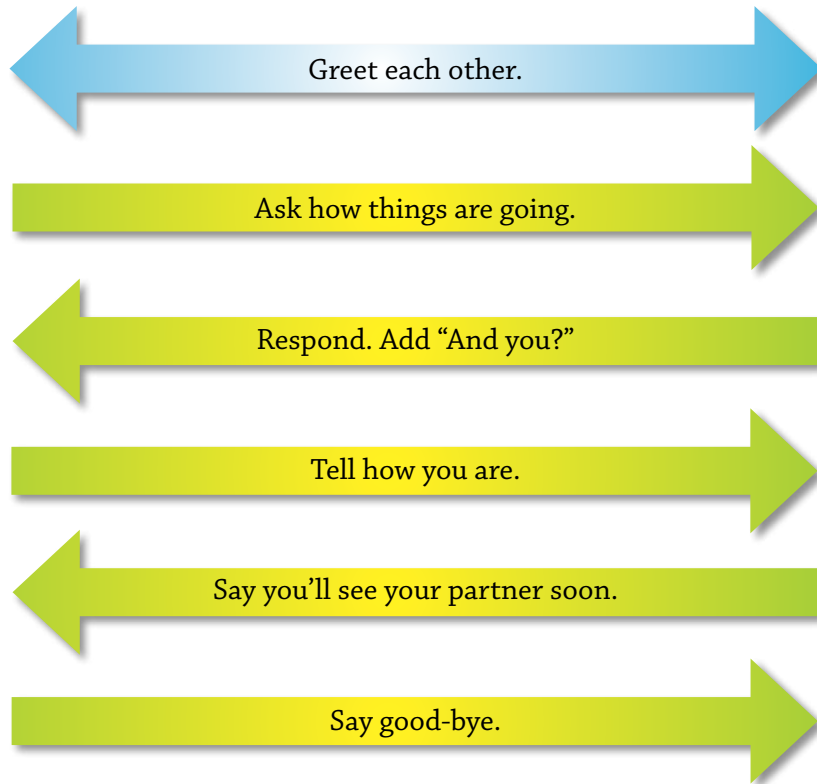 Greet each other.
Ask how things are going.
Respond. Add “And you?”
Tell how you are.
Say you’ll see your partner soon.
Say good-bye.